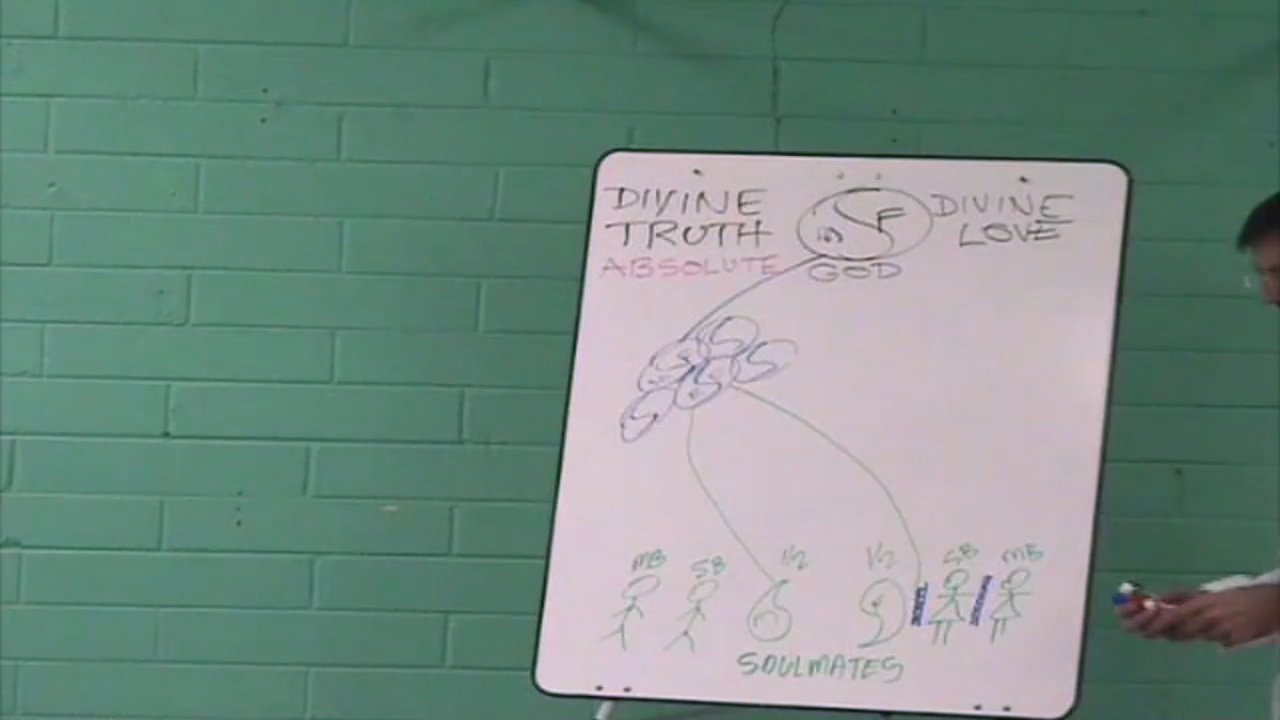 DIVINE
TRUTH
ABSOLUTE
F
GOD
DIVINE
LOVE
MB SB 1/2 1/2 SB MB
SOULMATES